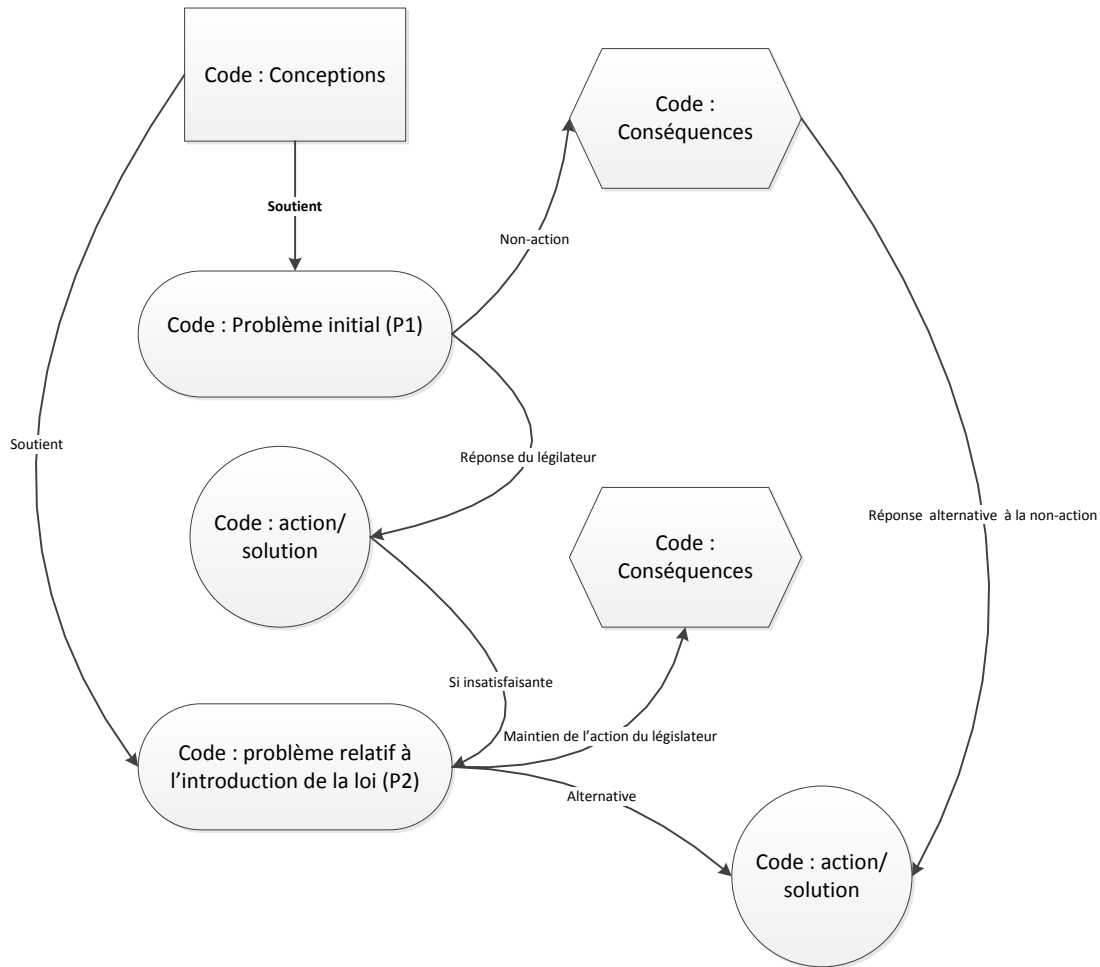 Code : Conceptions
Code :
Conséquences
Soutient
Non-action
Code : Problème initial (P1)
Soutient
Réponse du légilateur
Code : action/
solution
Réponse alternative à la non-action
Code :
Conséquences
Si insatisfaisante
Maintien de l’action du législateur
Code : problème relatif à
l’introduction de la loi (P2)
Alternative
Code : action/
solution